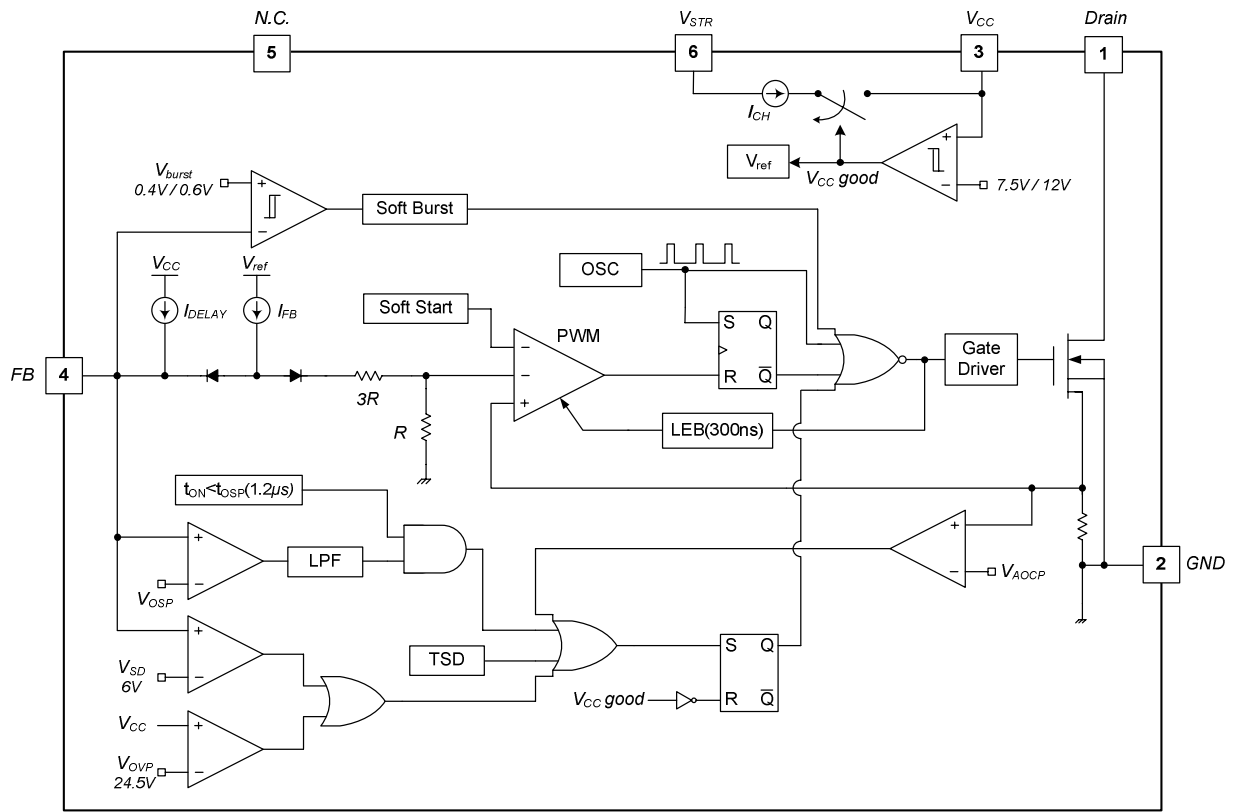 N.C.
5
VSTR
6
VCC
3
Drain
1
ICH
Vref
VCC good
+
−
7.5V / 12V
Vburst
0.4V / 0.6V
+
−
Soft Burst
VCC
IDELAY
Vref
IFB
OSC
Soft Start
PWM
−
−
+
S Q
R Q̅
Gate
Driver
FB
4
3R
R
LEB(300ns)
tON<tOSP(1.2µs)
+
−
VOSP
LPF
+
−
VAOCP
2
GND
+
−
VSD
6V
TSD
S Q
R Q̅
VCC good
VCC
+
−
VOVP
24.5V